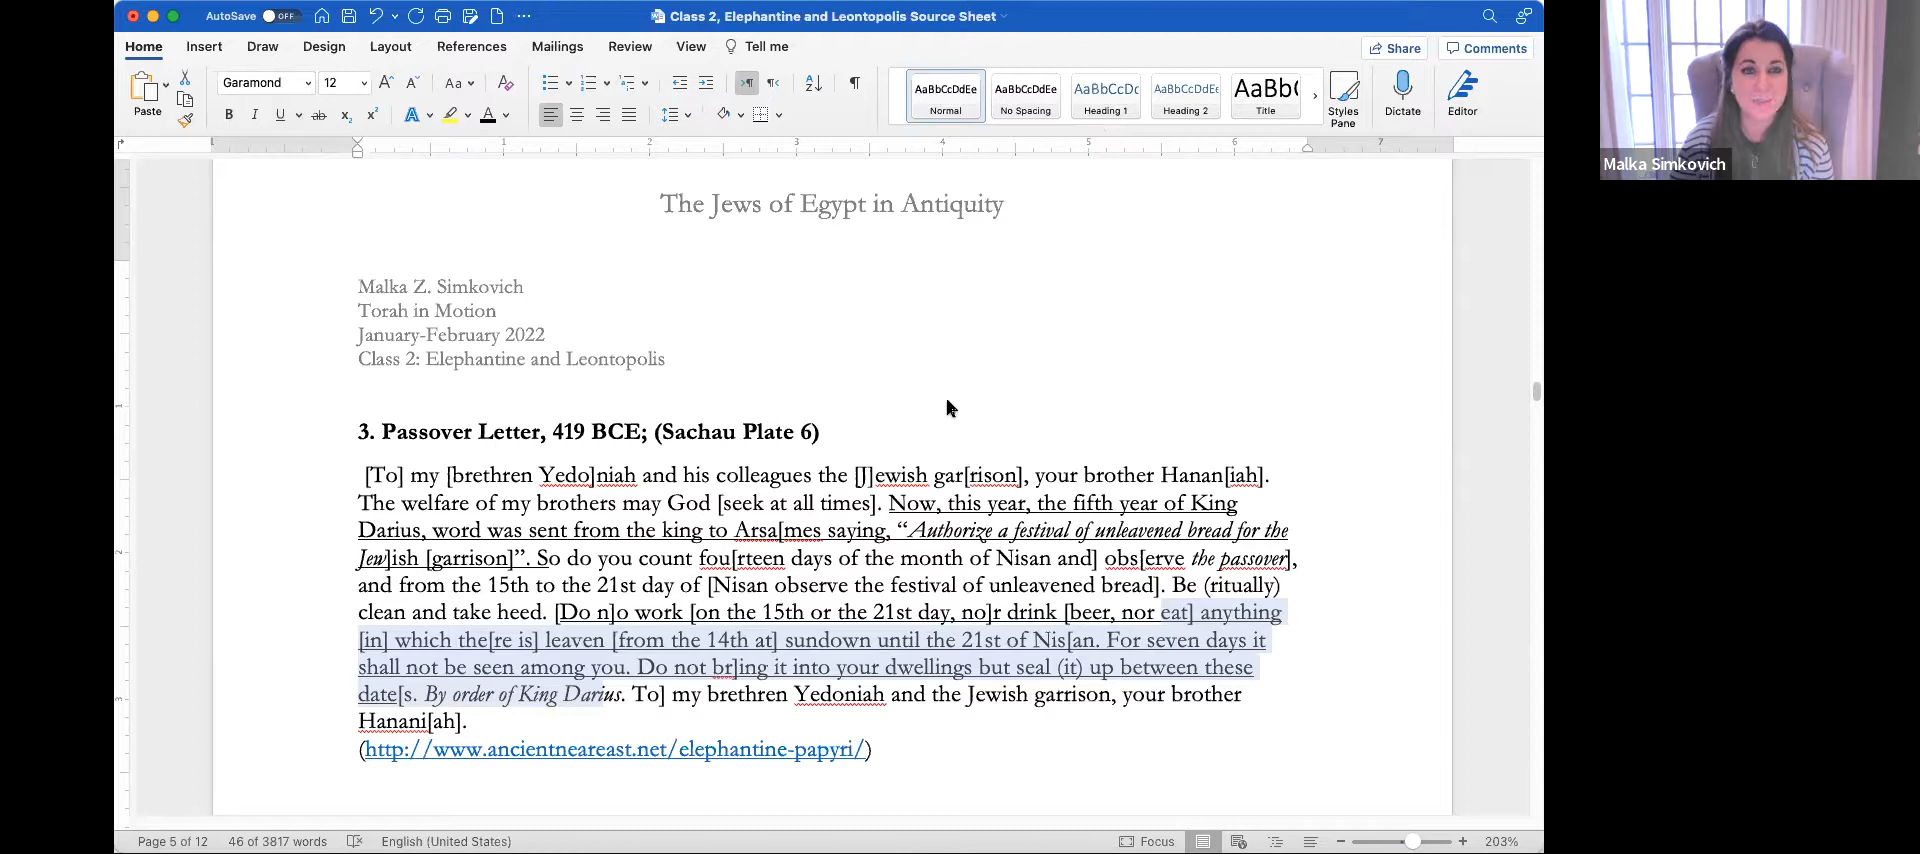 AutoSave OFF
Class 2, Elephantine and Leontopolis Source Sheet
Home Insert Draw Design Layout References Mailings Review View Tell me
Share Comments
Paste
Garamond 12
AaBbCcDdEe AaBbCcDdEe AaBbCcDc AaBbCcDdEe AaBb(
Normal No Spacing Heading 1 Heading 2 Title
Styles Pane
Dictate
Editor
1 1 2 3 4 5 6 7
The Jews of Egypt in Antiquity
Malka Z. Simkovich
Torah in Motion
January-February 2022
Class 2: Elephantine and Leontopolis
3. Passover Letter, 419 BCE; (Sachau Plate 6)
[To] my [brethren Yedo]niah and his colleagues the [J]ewish gar[rison], your brother Hanan[iah].
The welfare of my brothers may God [seek at all times]. Now, this year, the fifth year of King
Darius, word was sent from the king to Arsa[mes saying, “Authorize a festival of unleavened bread for the
Jew]ish [garrison]”. So do you count fou[rteen days of the month of Nisan and] obs[erve the passover],
and from the 15th to the 21st day of [Nisan observe the festival of unleavened bread]. Be (ritually)
clean and take heed. [Do n]o work [on the 15th or the 21st day, no]r drink [beer, nor eat] anything
[in] which the[re is] leaven [from the 14th at] sundown until the 21st of Nis[an. For seven days it
shall not be seen among you. Do not br]ing it into your dwellings but seal (it) up between these
date[s. By order of King Darius. To] my brethren Yedoniah and the Jewish garrison, your brother
Hanani[ah].
(http://www.ancientneareast.net/elephantine-papyri/)
Page 5 of 12 46 of 3817 words English (United States) Focus 203%
Malka Simkovich